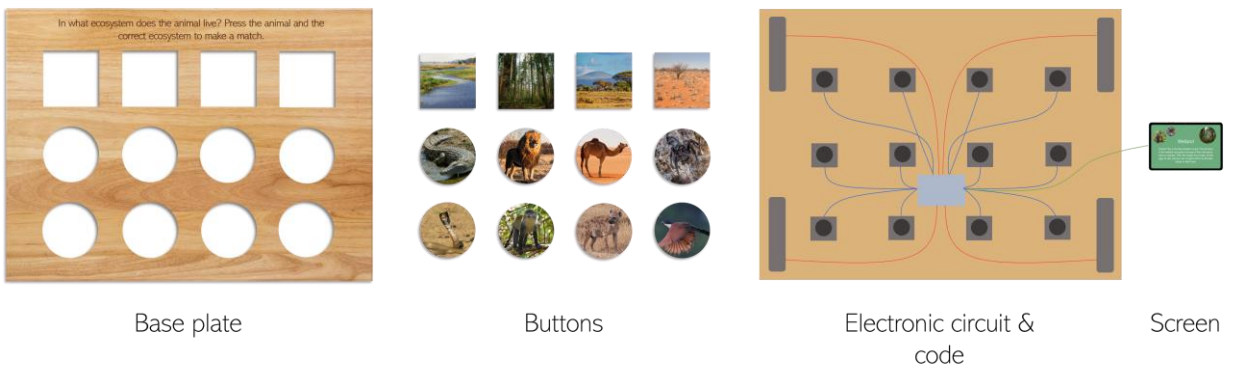 In what ecosystem does the animal live? Press the animal and the
correct ecosystem to make a match.
Base plate
Buttons
Electronic circuit &
code
Screen